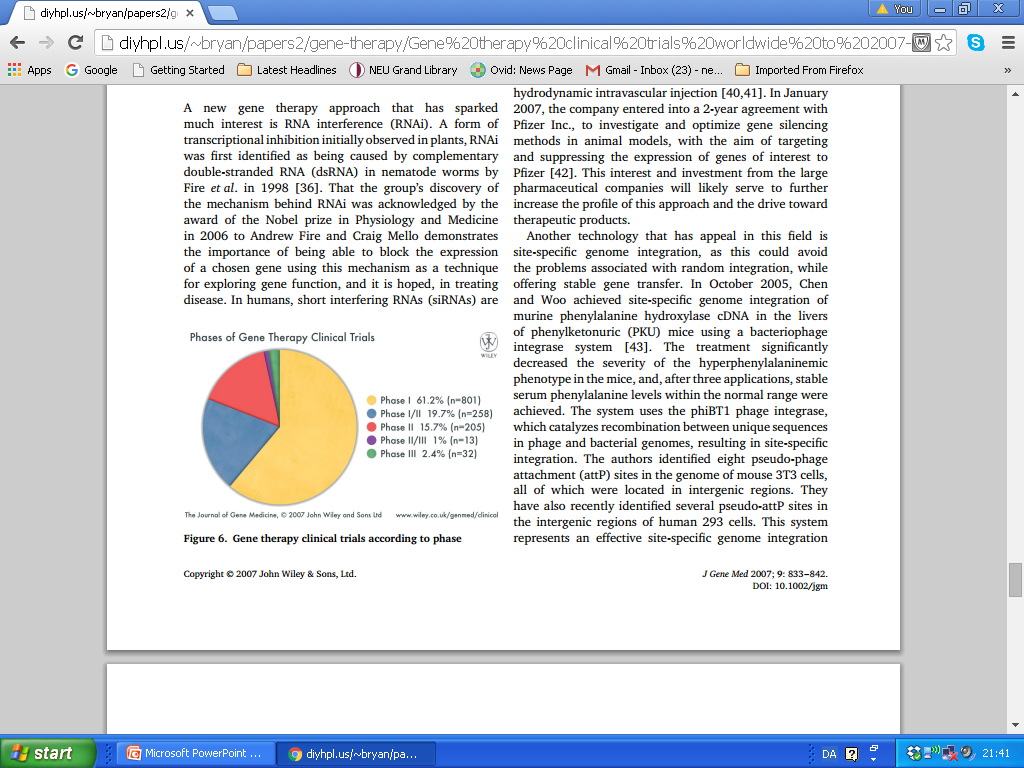 diyhpl.us/~bryan/papers2/g
You
diyhpl.us/~bryan/papers2/gene-therapy/Gene%20therapy%20clinical%20trials%20worldwide%20to%202007-
Apps
Google
Getting Started
Latest Headlines
NEU Grand Library
Ovid: News Page
Gmail - Inbox (23) - ne...
Imported From Firefox
»
A new gene therapy approach that has sparked
much interest is RNA interference (RNAi). A form of
transcriptional inhibition initially observed in plants, RNAi
was first identified as being caused by complementary
double-stranded RNA (dsRNA) in nematode worms by
Fire et al. in 1998 [36]. That the group's discovery of
the mechanism behind RNAi was acknowledged by the
award of the Nobel prize in Physiology and Medicine
in 2006 to Andrew Fire and Craig Mello demonstrates
the importance of being able to block the expression
of a chosen gene using this mechanism as a technique
for exploring gene function, and it is hoped, in treating
disease. In humans, short interfering RNAs (siRNAs) are
Phases of Gene Therapy Clinical Trials
WILEY
Phase I 61.2% (n=801)
Phase I/II 19.7% (n=258)
Phase II 15.7% (n=205)
Phase II/III 1% (n=13)
Phase III 2.4% (n=32)
The Journal of Gene Medicine, © 2007 John Wiley and Sons Ltd www.wiley.co.uk/genmed/clinical
Figure 6. Gene therapy clinical trials according to phase
hydrodynamic intravascular injection [40,41]. In January
2007, the company entered into a 2-year agreement with
Pfizer Inc., to investigate and optimize gene silencing
methods in animal models, with the aim of targeting
and suppressing the expression of genes of interest to
Pfizer [42]. This interest and investment from the large
pharmaceutical companies will likely serve to further
increase the profile of this approach and the drive toward
therapeutic products.
Another technology that has appeal in this field is
site-specific genome integration, as this could avoid
the problems associated with random integration, while
offering stable gene transfer. In October 2005, Chen
and Woo achieved site-specific genome integration of
murine phenylalanine hydroxylase cDNA in the livers
of phenylketonuric (PKU) mice using a bacteriophage
integrase system [43]. The treatment significantly
decreased the severity of the hyperphenylalaninemic
phenotype in the mice, and, after three applications, stable
serum phenylalanine levels within the normal range were
achieved. The system uses the phiBT1 phage integrase,
which catalyzes recombination between unique sequences
in phage and bacterial genomes, resulting in site-specific
integration. The authors identified eight pseudo-phage
attachment (attP) sites in the genome of mouse 3T3 cells,
all of which were located in intergenic regions. They
have also recently identified several pseudo-attP sites in
the intergenic regions of human 293 cells. This system
represents an effective site-specific genome integration
Copyright © 2007 John Wiley & Sons, Ltd.
J Gene Med 2007; 9: 833–842.
DOI: 10.1002/jgm
start
Microsoft PowerPoint ...
diyhpl.us/~bryan/pa...
DA
21:41